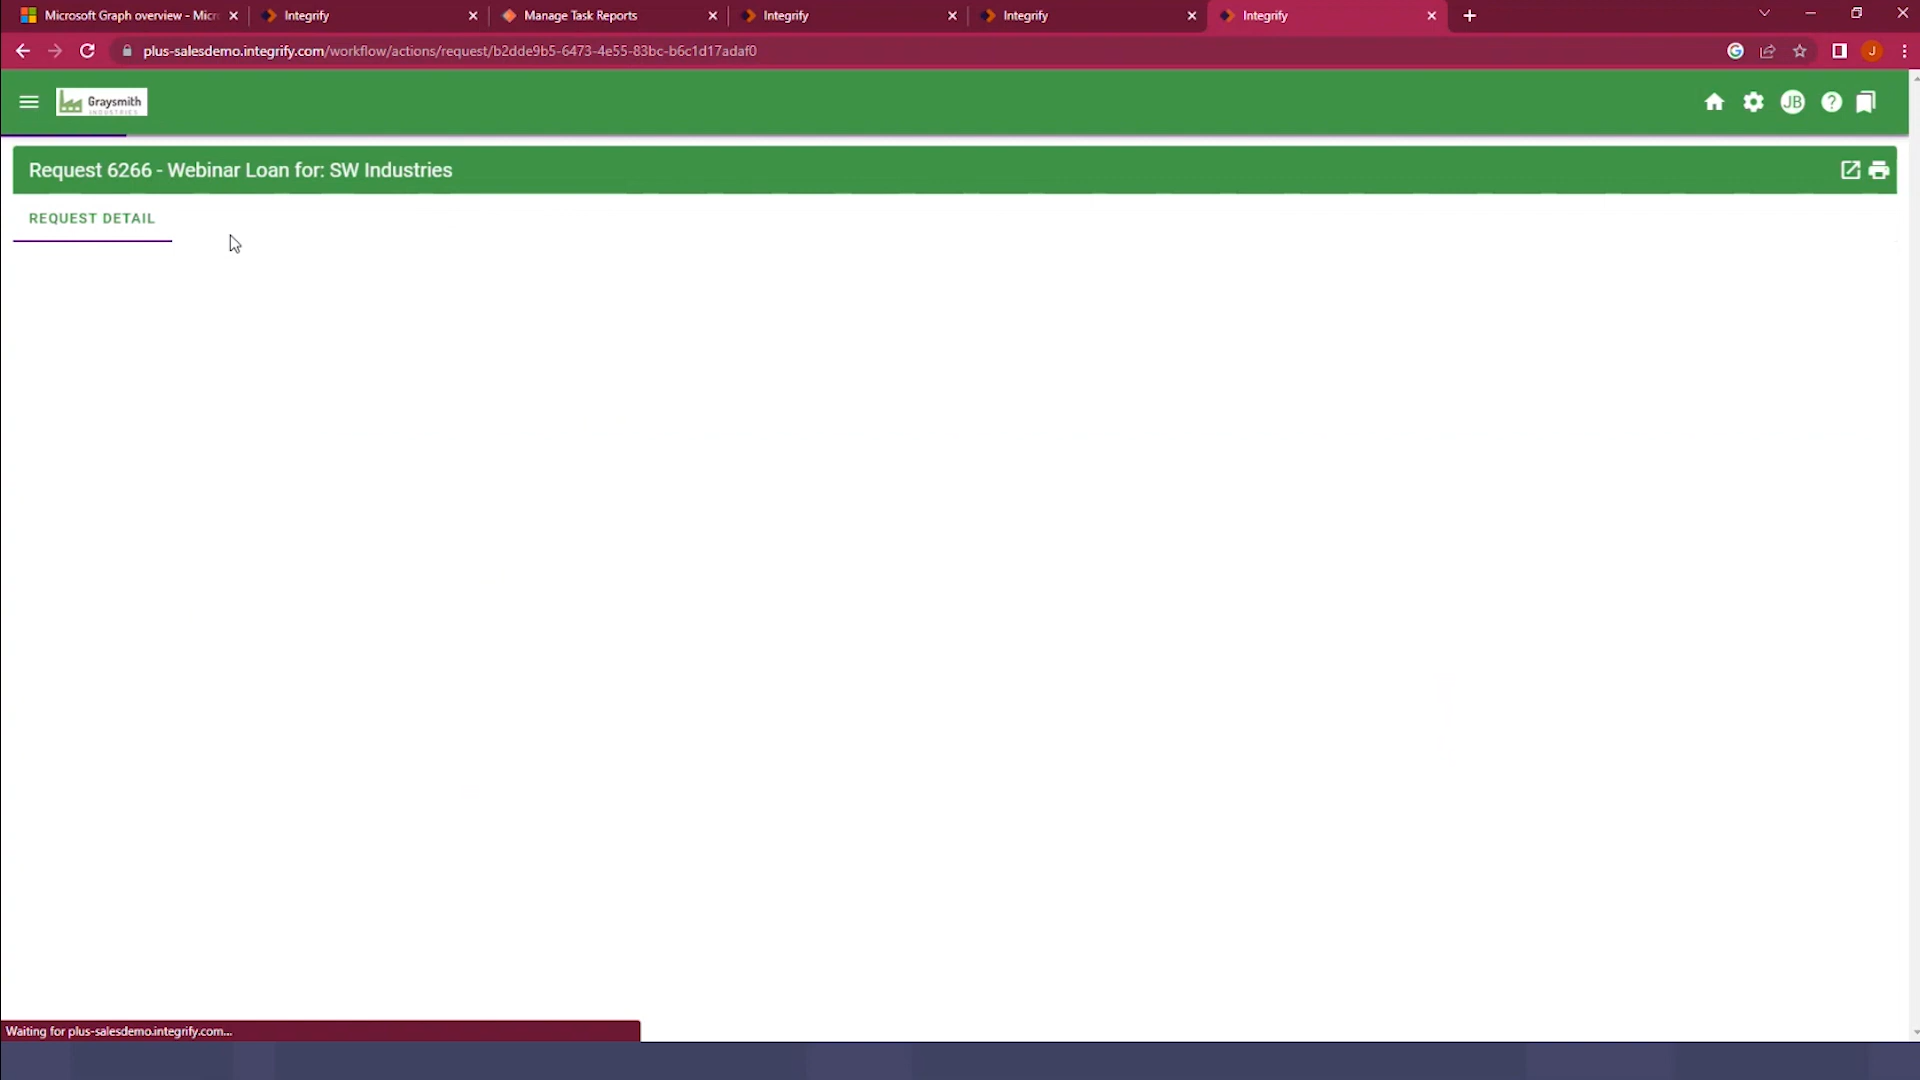 Microsoft Graph overview - Micr
Integrify
Manage Task Reports
Integrify
Integrify
Integrify
plus-salesdemo.integrify.com/workflow/actions/request/b2dde9b5-6473-4e55-83bc-b6c1d17adaf0
G
J
Graysmith
INDUSTRIES
JB
?
Request 6266 - Webinar Loan for: SW Industries
REQUEST DETAIL
Waiting for plus-salesdemo.integrify.com...